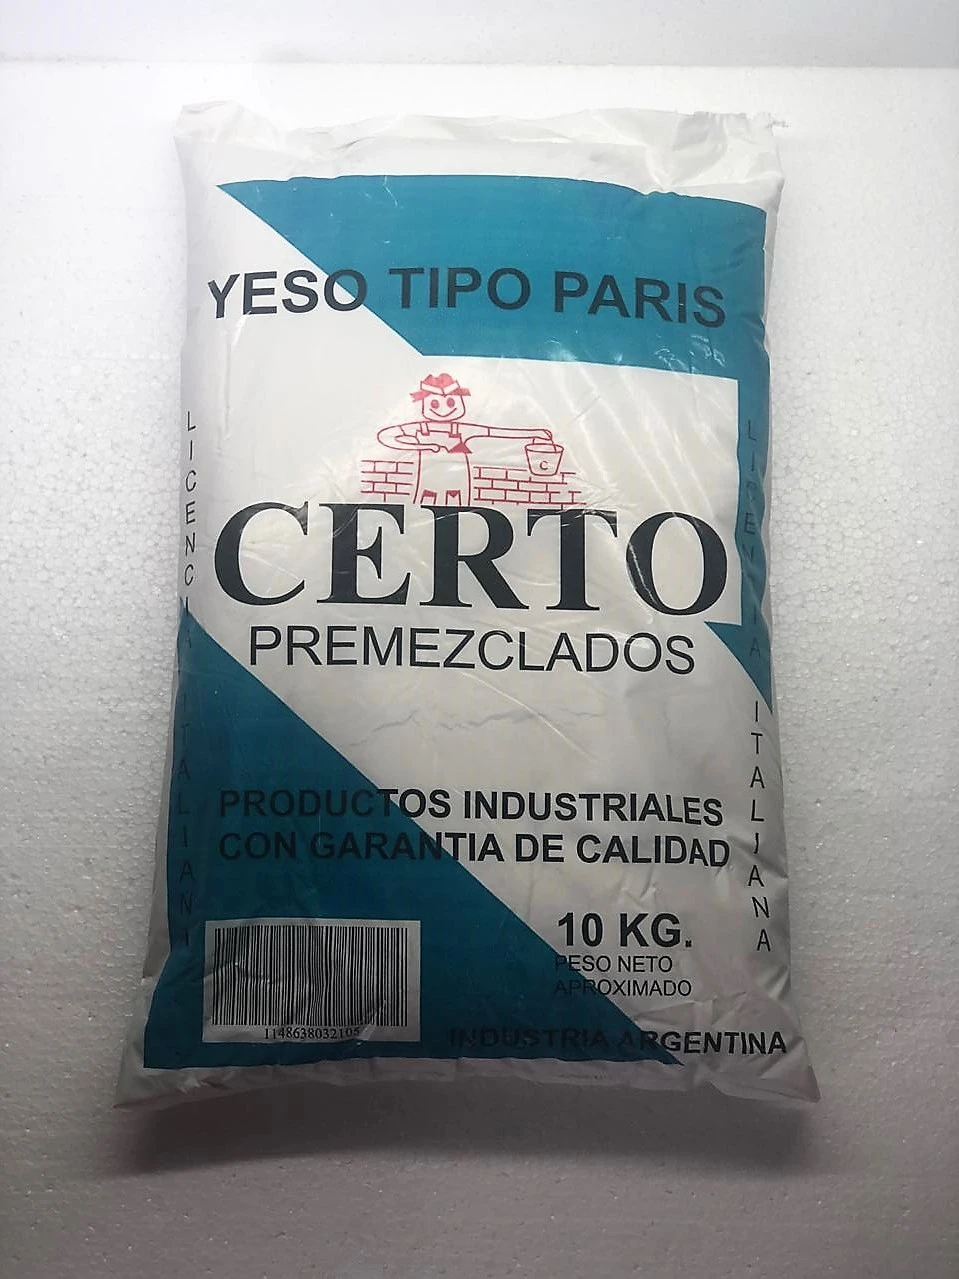 YESO TIPO PARIS
C
CERTO
PREMEZCLADOS
LICENCIA ITALIANA
LICENCIA ITALIANA
PRODUCTOS INDUSTRIALES
CON GARANTIA DE CALIDAD
10 KG.
PESO NETO
APROXIMADO
1148638032105
INDUSTRIA ARGENTINA